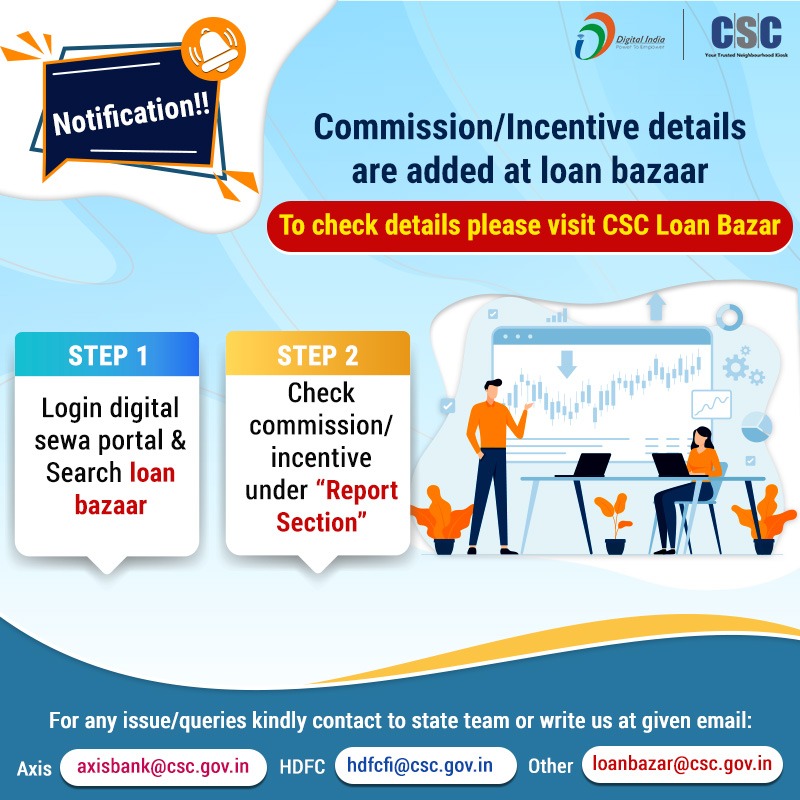 Notification!!
Digital India
Power To Empower
CSC
Your Trusted Neighbourhood Kiosk
Commission/Incentive details
are added at loan bazaar
To check details please visit CSC Loan Bazar
STEP 1
Login digital
sewa portal &
Search loan
bazaar
STEP 2
Check
commission/
incentive
under “Report
Section”
For any issue/queries kindly contact to state team or write us at given email:
Axis axisbank@csc.gov.in HDFC hdfcfi@csc.gov.in Other loanbazar@csc.gov.in